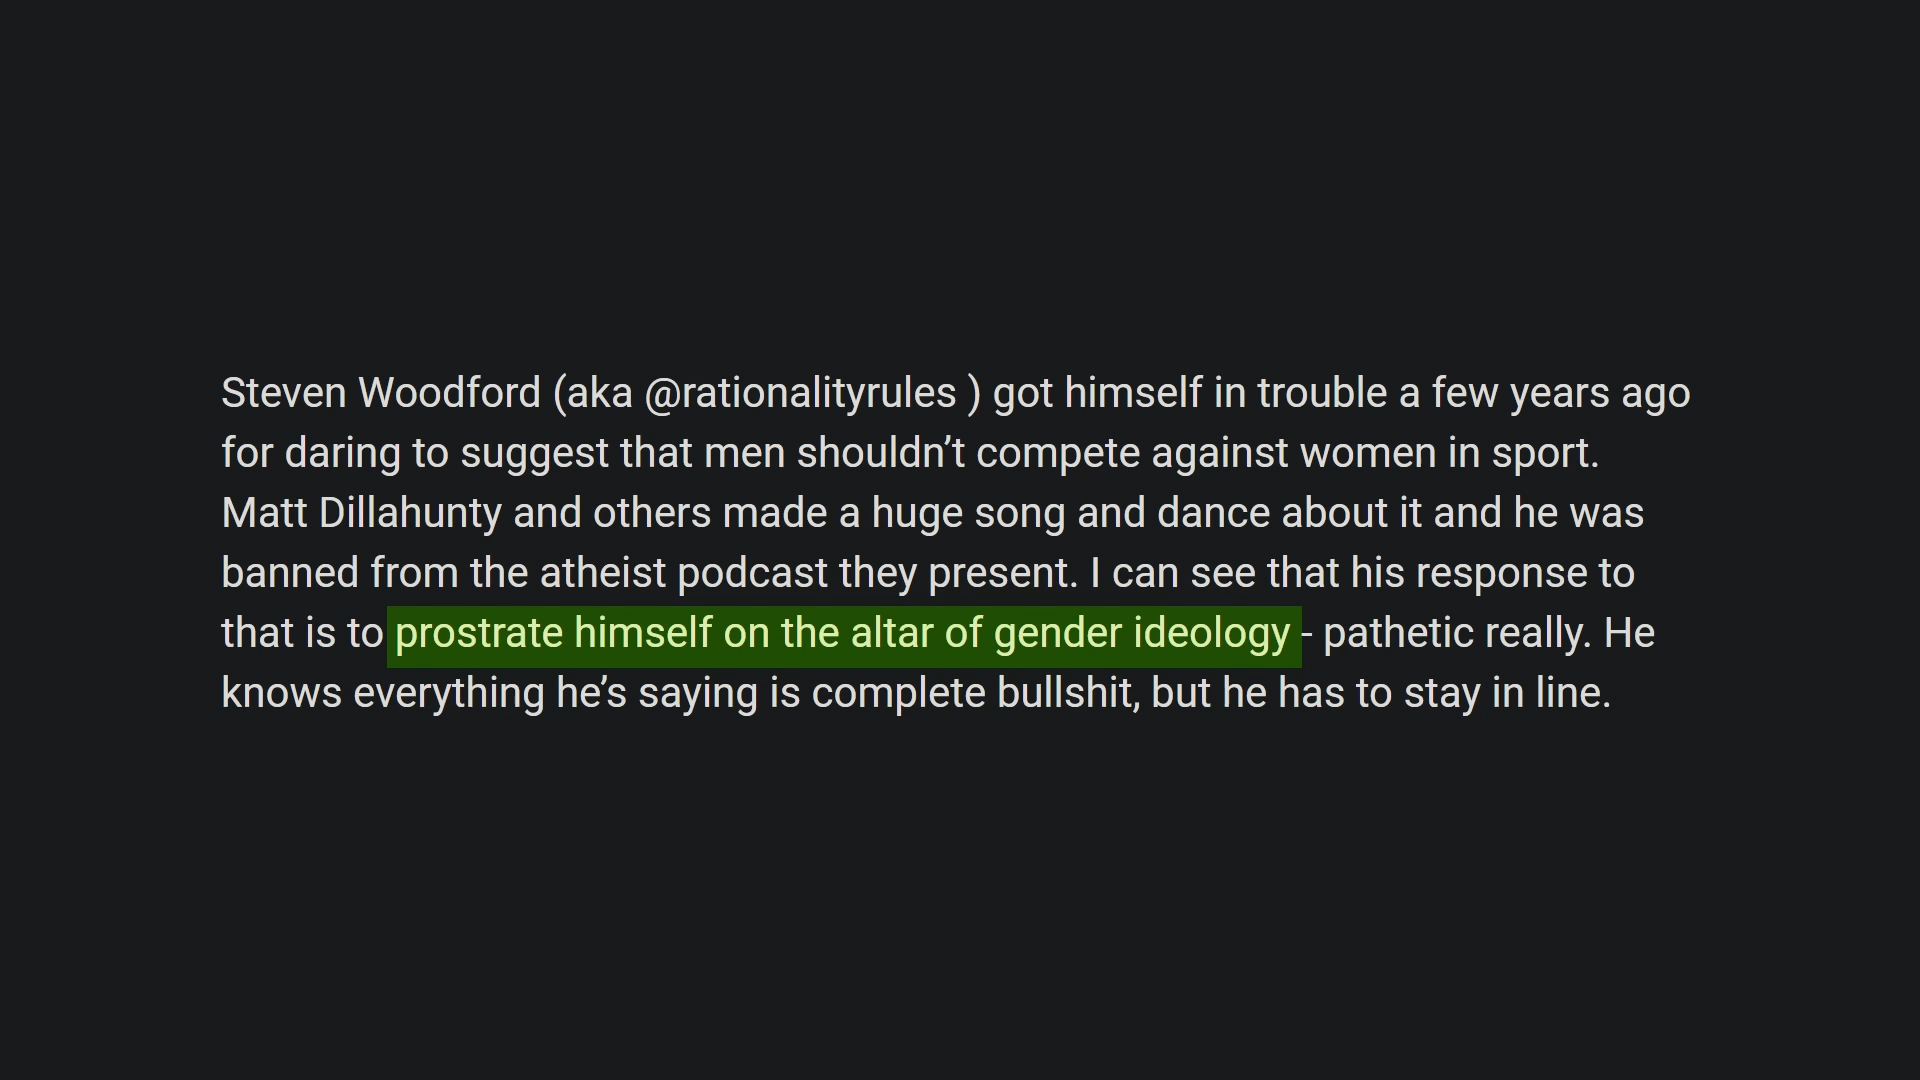 Steven Woodford (aka @rationalityrules ) got himself in trouble a few years ago
for daring to suggest that men shouldn’t compete against women in sport.
Matt Dillahunty and others made a huge song and dance about it and he was
banned from the atheist podcast they present. I can see that his response to
that is to prostrate himself on the altar of gender ideology - pathetic really. He
knows everything he’s saying is complete bullshit, but he has to stay in line.